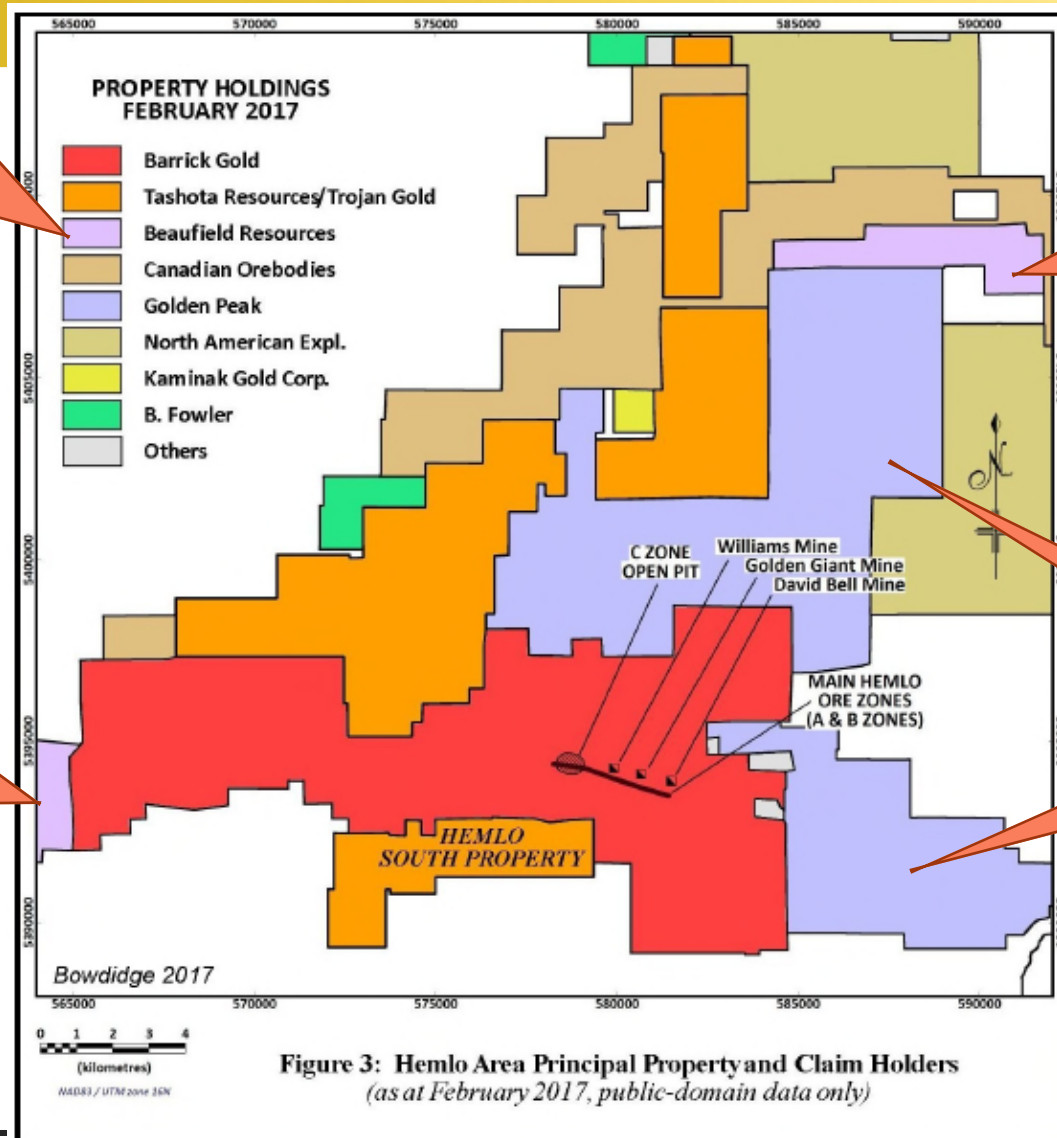 565000 570000 575000 580000 585000 590000
PROPERTY HOLDINGS
FEBRUARY 2017
Barrick Gold
Tashota Resources/Trojan Gold
Beaufield Resources
Canadian Orebodies
Golden Peak
North American Expl.
Kaminak Gold Corp.
B. Fowler
Others
5405000
5400000
5395000
5390000
N
C ZONE
OPEN PIT
Williams Mine
Golden Giant Mine
David Bell Mine
MAIN HEMLO
ORE ZONES
(A & B ZONES)
HEMLO
SOUTH PROPERTY
Bowdidge 2017
565000 570000 575000 580000 585000 590000
0 1 2 3 4
(kilometres)
NAD83 / UTM zone 16N
Figure 3: Hemlo Area Principal Property and Claim Holders
(as at February 2017, public-domain data only)